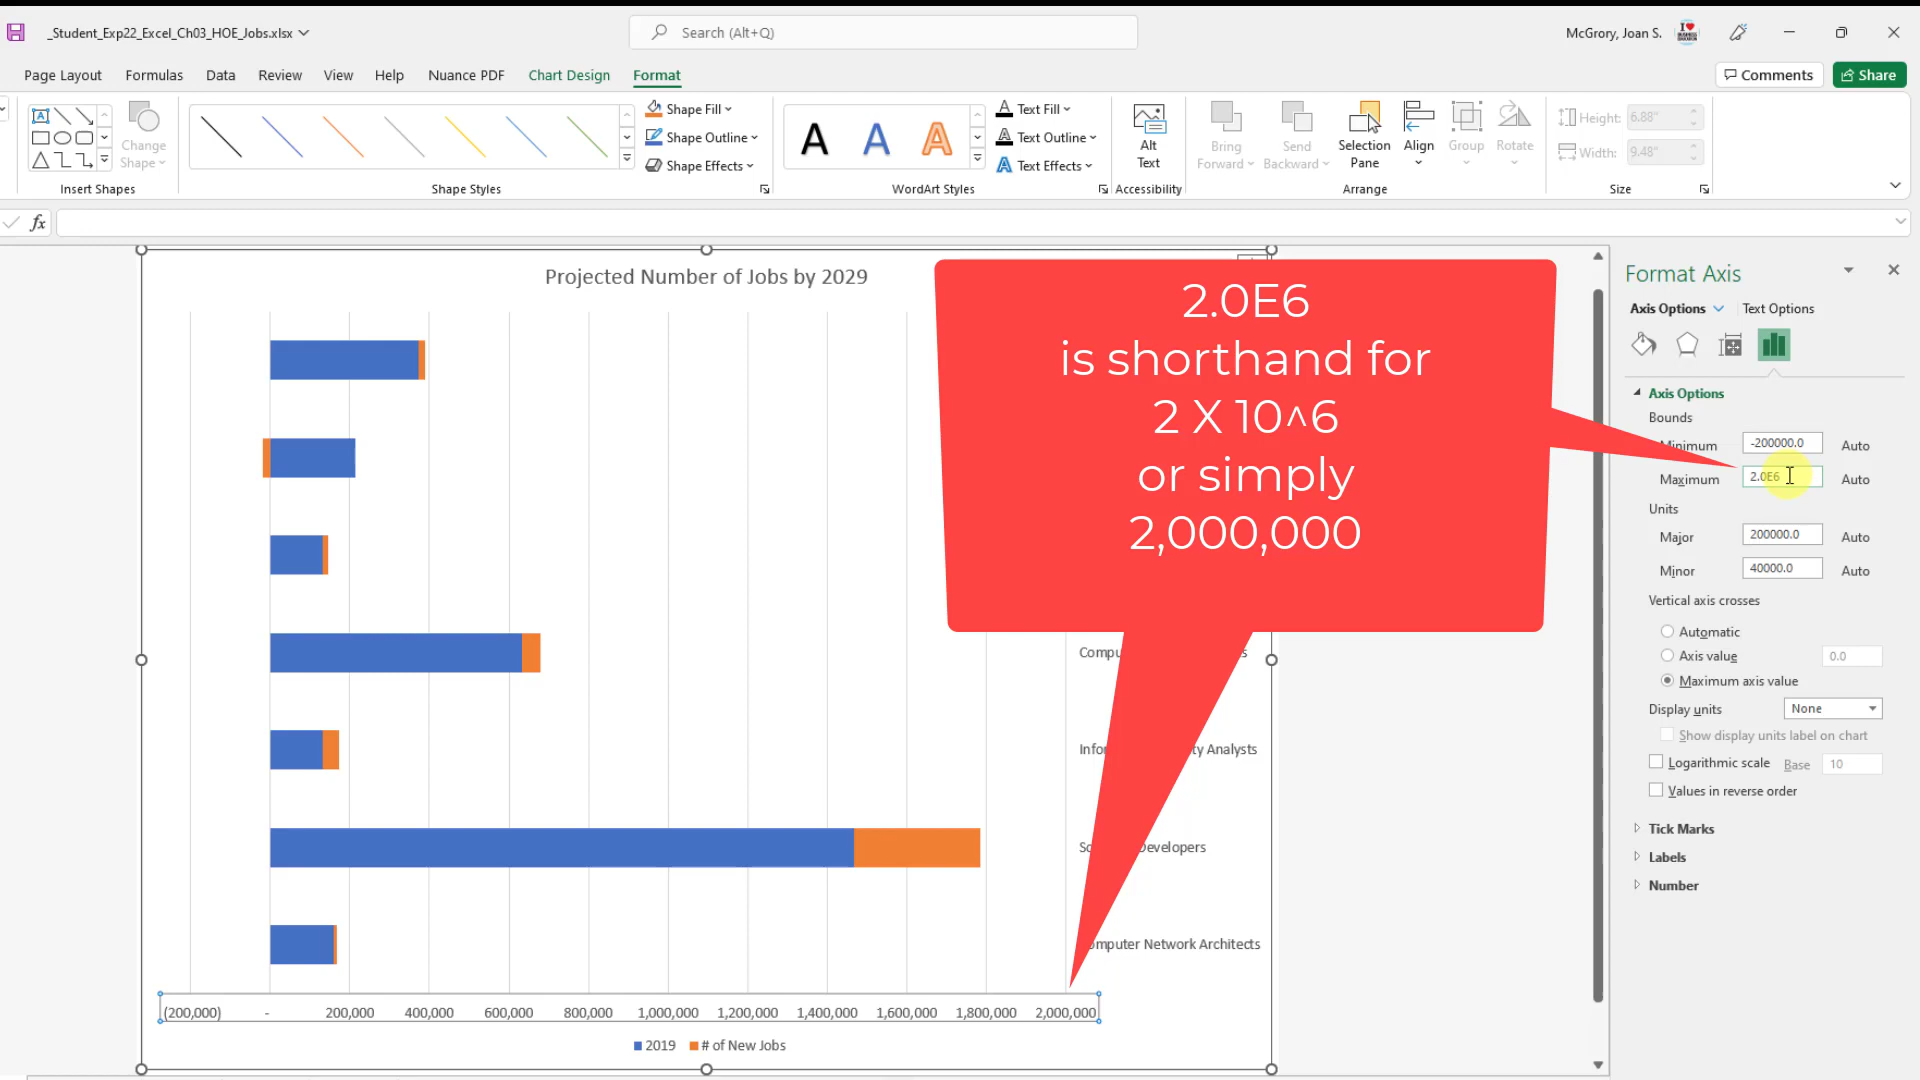 _Student_Exp22_Excel_Ch03_HOE_Jobs.xlsx
Search (Alt+Q)
McGrory, Joan S.
Page Layout Formulas Data Review View Help Nuance PDF Chart Design Format
Comments Share
Change Shape
Insert Shapes
Shape Fill
Shape Outline
Shape Effects
Shape Styles
A A A
Text Fill
Text Outline
Text Effects
WordArt Styles
Alt Text
Accessibility
Bring Forward
Send Backward
Selection Pane
Align
Group
Rotate
Arrange
Height: 6.88"
Width: 9.48"
Size
fx
Projected Number of Jobs by 2029
2.0E6
is shorthand for
2 X 10^6
or simply
2,000,000
Analysts
Developers
Computer Network Architects
(200,000) - 200,000 400,000 600,000 800,000 1,000,000 1,200,000 1,400,000 1,600,000 1,800,000 2,000,000
2019 # of New Jobs
Format Axis
Axis Options Text Options
Axis Options
Bounds
Minimum -200000.0 Auto
Maximum 2.0E6 Auto
Units
Major 200000.0 Auto
Minor 40000.0 Auto
Vertical axis crosses
Automatic
Axis value 0.0
Maximum axis value
Display units None
Show display units label on chart
Logarithmic scale Base 10
Values in reverse order
Tick Marks
Labels
Number